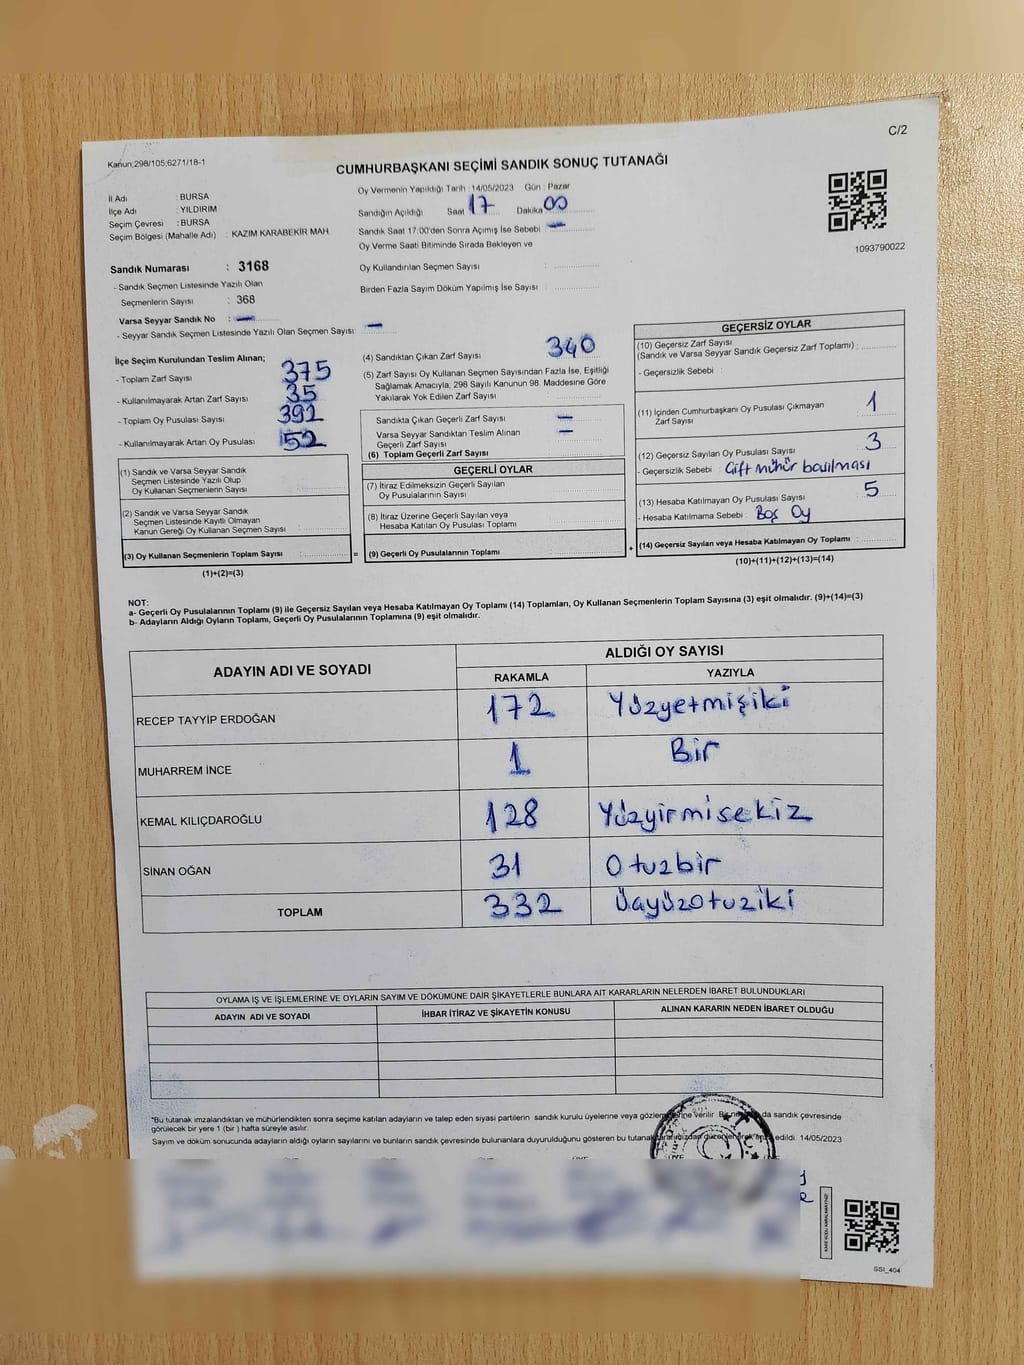 C/2
Kanun,298/105;6271/18-1
CUMHURBAŞKANI SEÇİMİ SANDIK SONUÇ TUTANAĞI
İl Adı : BURSA
İlçe Adı : YILDIRIM
Seçim Çevresi : BURSA
Seçim Bölgesi (Mahalle Adı) : KAZIM KARABEKİR MAH.
Oy Vermenin Yapıldığı Tarih : 14/05/2023 Gün : Pazar
Sandığın Açıldığı Saat 17 Dakika 00
Sandık Saat 17:00'den Sonra Açımış İse Sebebi : —
Oy Verme Saati Bitiminde Sırada Bekleyen ve
Oy Kullandırılan Seçmen Sayısı :
Birden Fazla Sayım Döküm Yapılmış İse Sayısı :
1093790022
Sandık Numarası : 3168
- Sandık Seçmen Listesinde Yazılı Olan
Seçmenlerin Sayısı : 368
Varsa Seyyar Sandık No : —
- Seyyar Sandık Seçmen Listesinde Yazılı Olan Seçmen Sayısı: —
İlçe Seçim Kurulundan Teslim Alınan;
- Toplam Zarf Sayısı : 375
- Kullanılmayarak Artan Zarf Sayısı : 35
- Toplam Oy Pusulası Sayısı : 392
- Kullanılmayarak Artan Oy Pusulası : 52
(1) Sandık ve Varsa Seyyar Sandık
Seçmen Listesinde Yazılı Olup
Oy Kullanan Seçmenlerin Sayısı :
(2) Sandık ve Varsa Seyyar Sandık
Seçmen Listesinde Kayıtlı Olmayan
Kanun Gereği Oy Kullanan Seçmen Sayısı :
(3) Oy Kullanan Seçmenlerin Toplam Sayısı : =
(1)+(2)=(3)
(4) Sandıktan Çıkan Zarf Sayısı : 340
(5) Zarf Sayısı Oy Kullanan Seçmen Sayısından Fazla İse, Eşitliği
Sağlamak Amacıyla, 298 Sayılı Kanunun 98. Maddesine Göre
Yakılarak Yok Edilen Zarf Sayısı :
Sandıkta Çıkan Geçerli Zarf Sayısı : —
Varsa Seyyar Sandıktan Teslim Alınan
Geçerli Zarf Sayısı : —
(6) Toplam Geçerli Zarf Sayısı :
GEÇERLİ OYLAR
(7) İtiraz Edilmeksizin Geçerli Sayılan
Oy Pusulalarının Sayısı :
(8) İtiraz Üzerine Geçerli Sayılan veya
Hesaba Katılan Oy Pusulası Toplamı :
(9) Geçerli Oy Pusulalarının Toplamı : +
GEÇERSİZ OYLAR
(10) Geçersiz Zarf Sayısı
(Sandık ve Varsa Seyyar Sandık Geçersiz Zarf Toplamı) :
- Geçersizlik Sebebi :
(11) İçinden Cumhurbaşkanı Oy Pusulası Çıkmayan
Zarf Sayısı : 1
(12) Geçersiz Sayılan Oy Pusulası Sayısı : 3
- Geçersizlik Sebebi : Çift mühür basılması
(13) Hesaba Katılmayan Oy Pusulası Sayısı : 5
- Hesaba Katılmama Sebebi : Boş Oy
(14) Geçersiz Sayılan veya Hesaba Katılmayan Oy Toplamı :
(10)+(11)+(12)+(13)=(14)
NOT:
a- Geçerli Oy Pusulalarının Toplamı (9) ile Geçersiz Sayılan veya Hesaba Katılmayan Oy Toplamı (14) Toplamları, Oy Kullanan Seçmenlerin Toplam Sayısına (3) eşit olmalıdır. (9)+(14)=(3)
b- Adayların Aldığı Oyların Toplamı, Geçerli Oy Pusulalarının Toplamına (9) eşit olmalıdır.
ADAYIN ADI VE SOYADI ALDIĞI OY SAYISI
RAKAMLA YAZIYLA
RECEP TAYYİP ERDOĞAN 172 Yüzyetmişiki
MUHARREM İNCE 1 Bir
KEMAL KILIÇDAROĞLU 128 Yüzyirmisekiz
SİNAN OĞAN 31 Otuzbir
TOPLAM 332 Üçyüzotuziki
OYLAMA İŞ VE İŞLEMLERİNE VE OYLARIN SAYIM VE DÖKÜMÜNE DAİR ŞİKAYETLERLE BUNLARA AİT KARARLARIN NELERDEN İBARET BULUNDUKLARI
ADAYIN ADI VE SOYADI İHBAR İTİRAZ VE ŞİKAYETİN KONUSU ALINAN KARARIN NEDEN İBARET OLDUĞU
*Bu tutanak imzalandıktan ve mühürlendikten sonra seçime katılan adayların ve talep eden siyasi partilerin sandık kurulu üyelerine veya gözlemcilerine verilir. Bir da sandık çevresinde
görülecek bir yere 1 (bir) hafta süreyle asılır.
Sayım ve döküm sonucunda adayların aldığı oyların sayılarını ve bunların sandık çevresinde bulunanlara duyurulduğunu gösteren bu tutanak edildi. 14/05/2023
SSI_404